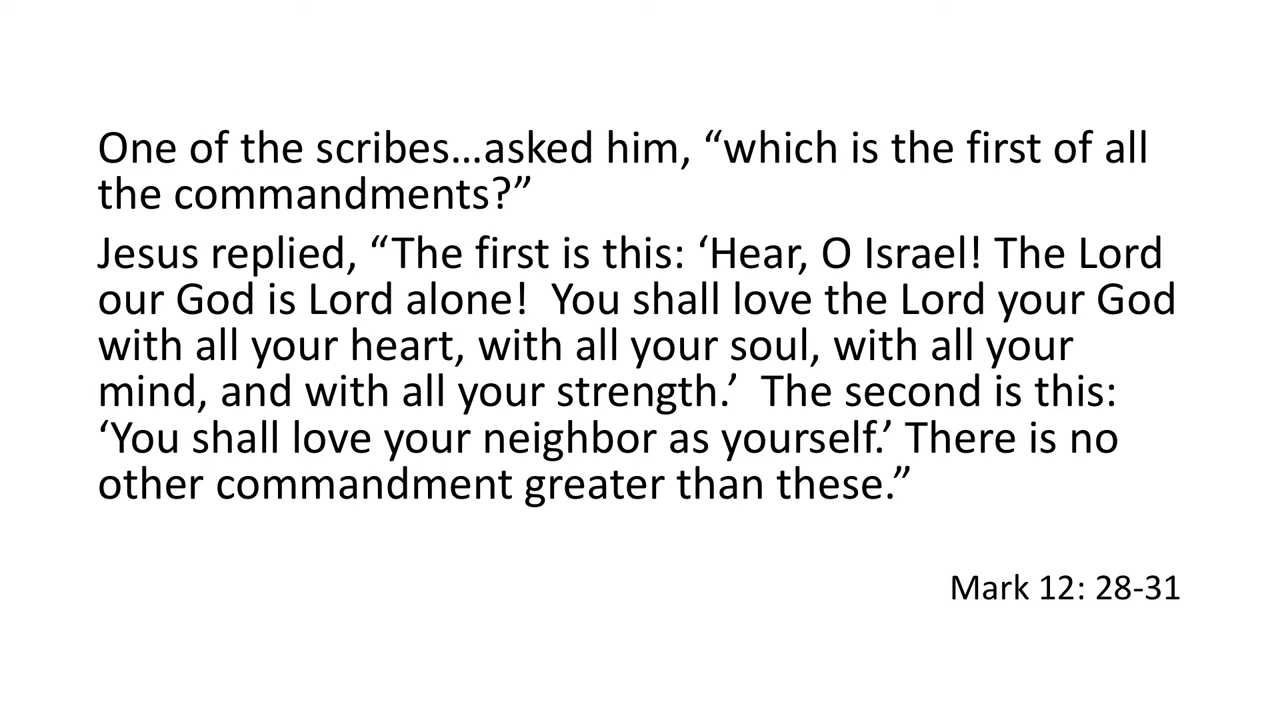 One of the scribes…asked him, “which is the first of all
the commandments?”
Jesus replied, “The first is this: ‘Hear, O Israel! The Lord
our God is Lord alone!  You shall love the Lord your God
with all your heart, with all your soul, with all your
mind, and with all your strength.’  The second is this:
‘You shall love your neighbor as yourself.’ There is no
other commandment greater than these.”
Mark 12: 28-31